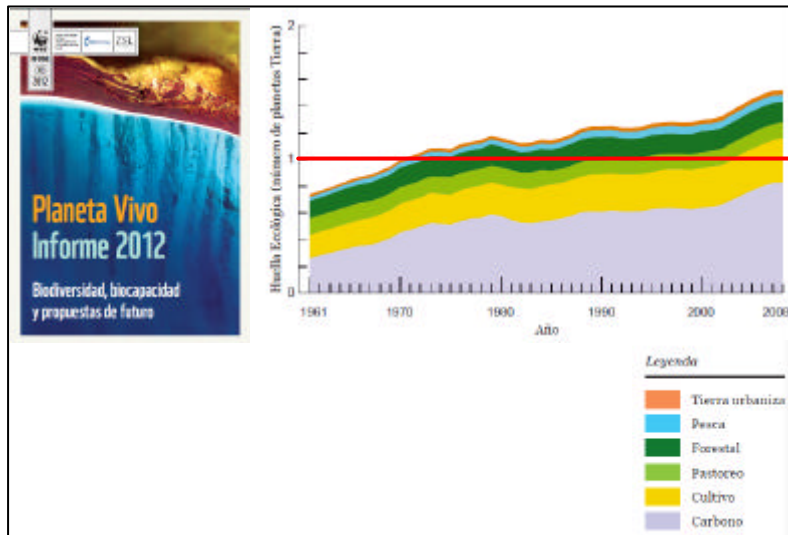 WWF
ZSL
2012
Planeta Vivo
Informe 2012
Biodiversidad, biocapacidad
y propuestas de futuro
Huella Ecológica (número de planetas Tierra)
2
1
0
1961 1970 1980 1990 2000 2008
Año
Leyenda
Tierra urbaniza
Pesca
Forestal
Pastoreo
Cultivo
Carbono